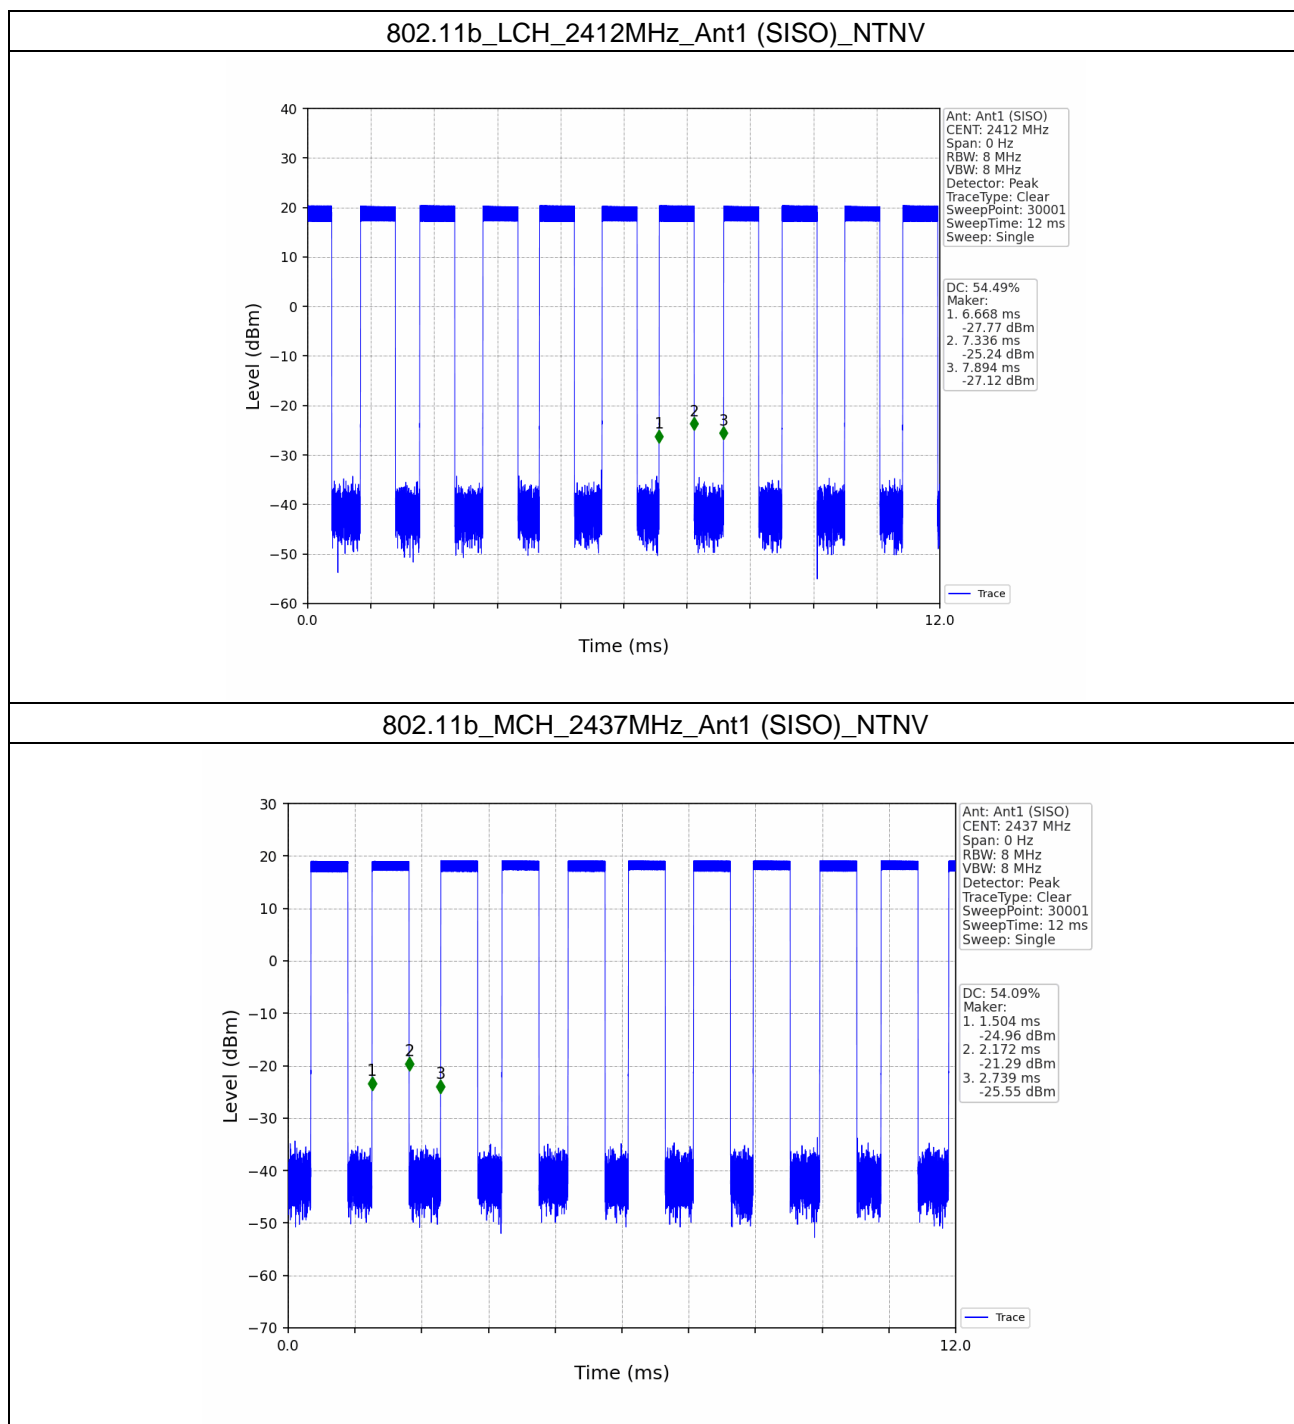 802.11b_LCH_2412MHz_Ant1 (SISO)_NTNV
40
30
20
10
0
−10
−20
−30
−40
−50
−60
Level (dBm)
0.0
12.0
Time (ms)
1
2
3
Ant: Ant1 (SISO)
CENT: 2412 MHz
Span: 0 Hz
RBW: 8 MHz
VBW: 8 MHz
Detector: Peak
TraceType: Clear
SweepPoint: 30001
SweepTime: 12 ms
Sweep: Single
DC: 54.49%
Maker:
1. 6.668 ms
-27.77 dBm
2. 7.336 ms
-25.24 dBm
3. 7.894 ms
-27.12 dBm
Trace
802.11b_MCH_2437MHz_Ant1 (SISO)_NTNV
30
20
10
0
−10
−20
−30
−40
−50
−60
−70
Level (dBm)
0.0
12.0
Time (ms)
1
2
3
Ant: Ant1 (SISO)
CENT: 2437 MHz
Span: 0 Hz
RBW: 8 MHz
VBW: 8 MHz
Detector: Peak
TraceType: Clear
SweepPoint: 30001
SweepTime: 12 ms
Sweep: Single
DC: 54.09%
Maker:
1. 1.504 ms
-24.96 dBm
2. 2.172 ms
-21.29 dBm
3. 2.739 ms
-25.55 dBm
Trace